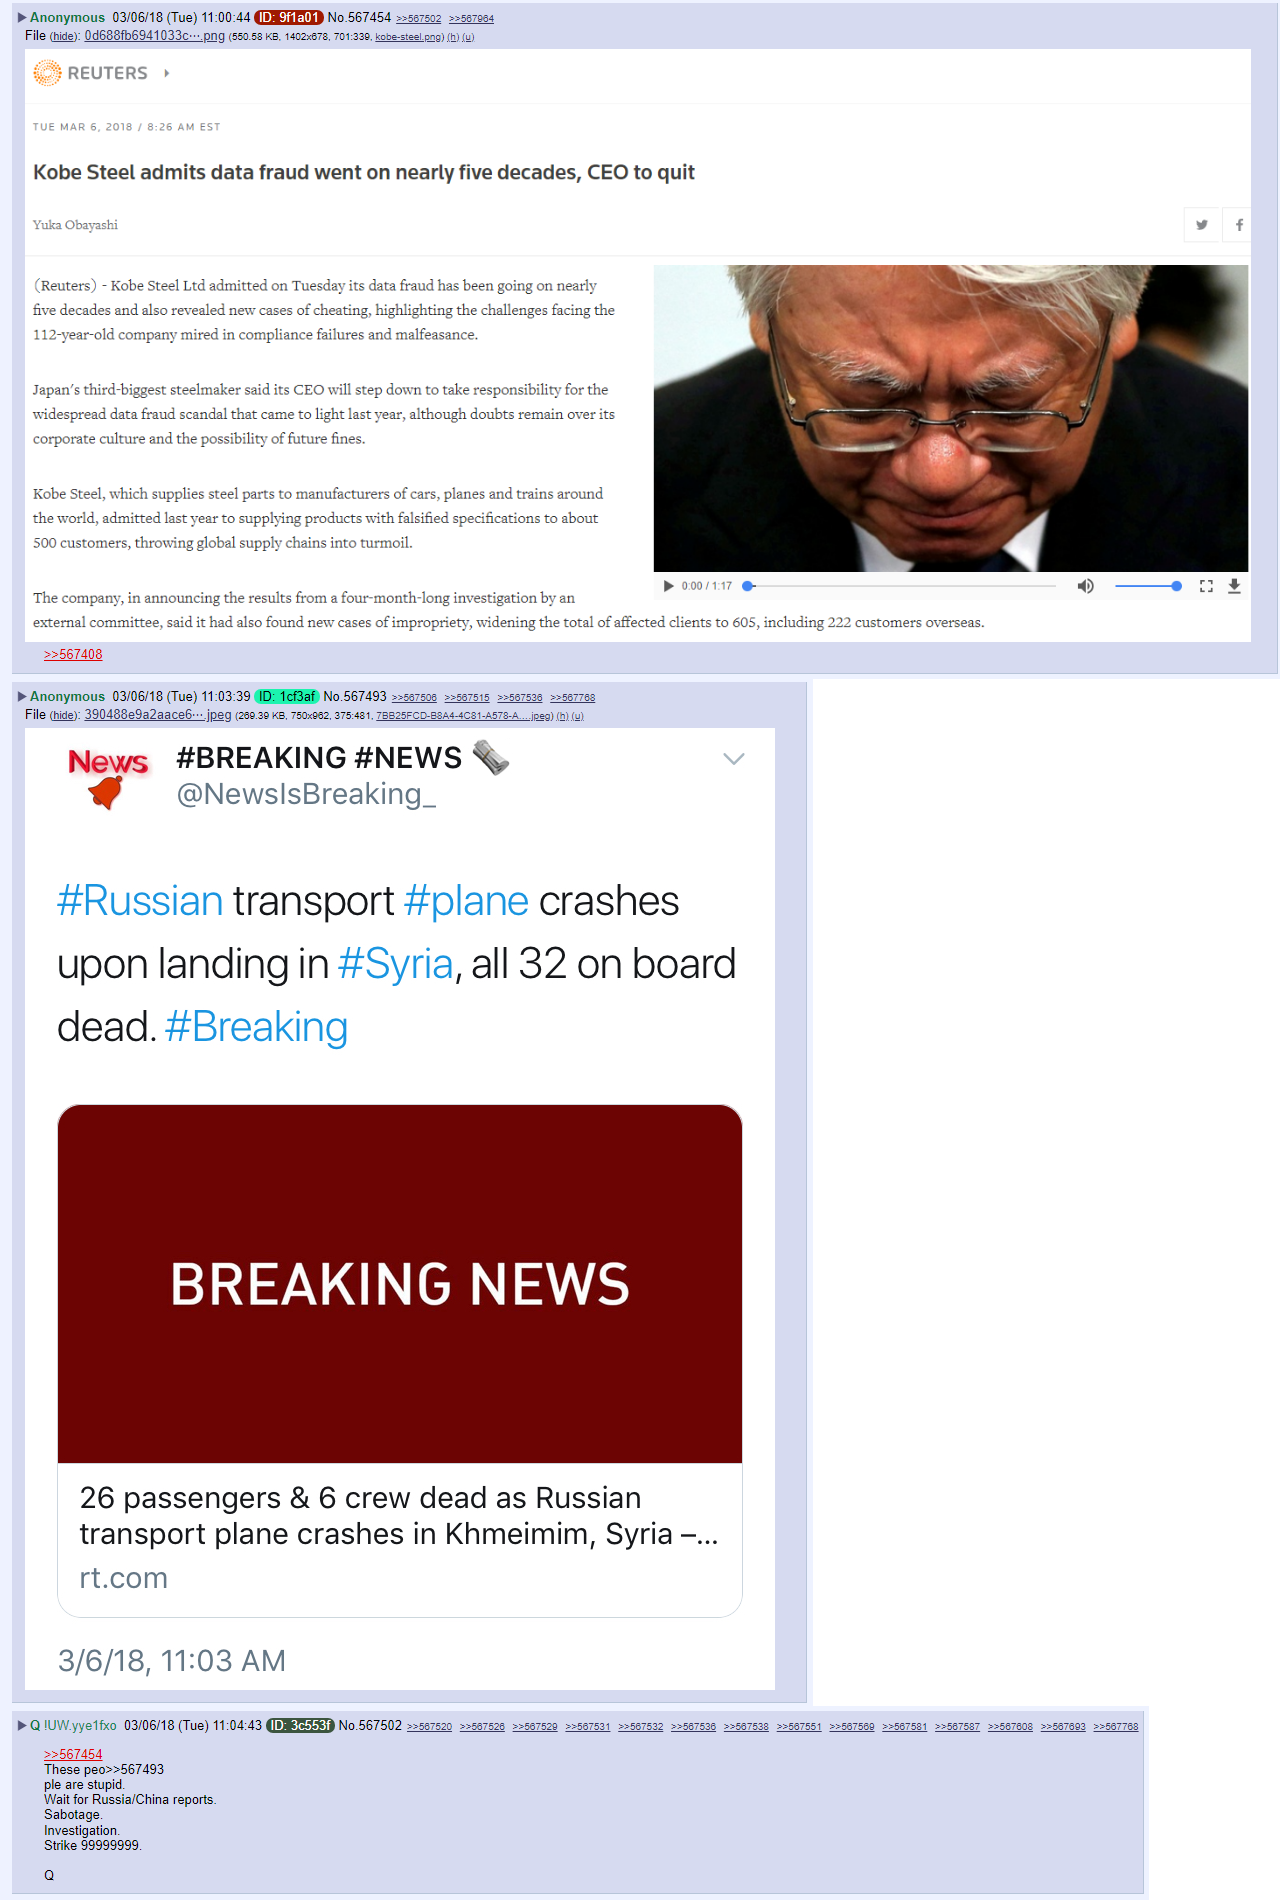 Anonymous 03/06/18 (Tue) 11:00:44 ID: 9f1a01 No.567454 >>567502 >>567964
File (hide): 0d688fb6941033c⋯.png (550.58 KB, 1402x678, 701:339, kobe-steel.png) (h) (u)
REUTERS
TUE MAR 6, 2018 / 8:26 AM EST
Kobe Steel admits data fraud went on nearly five decades, CEO to quit
Yuka Obayashi
(Reuters) - Kobe Steel Ltd admitted on Tuesday its data fraud has been going on nearly
five decades and also revealed new cases of cheating, highlighting the challenges facing the
112-year-old company mired in compliance failures and malfeasance.
Japan's third-biggest steelmaker said its CEO will step down to take responsibility for the
widespread data fraud scandal that came to light last year, although doubts remain over its
corporate culture and the possibility of future fines.
Kobe Steel, which supplies steel parts to manufacturers of cars, planes and trains around
the world, admitted last year to supplying products with falsified specifications to about
500 customers, throwing global supply chains into turmoil.
0:00 / 1:17
The company, in announcing the results from a four-month-long investigation by an
external committee, said it had also found new cases of impropriety, widening the total of affected clients to 605, including 222 customers overseas.
>>567408
Anonymous 03/06/18 (Tue) 11:03:39 ID: 1cf3af No.567493 >>567506 >>567515 >>567536 >>567768
File (hide): 390488e9a2aace6⋯.jpeg (269.39 KB, 750x962, 375:481, 7BB25FCD-B8A4-4C81-A578-A....jpeg) (h) (u)
News
#BREAKING #NEWS
@NewsIsBreaking_
#Russian transport #plane crashes
upon landing in #Syria, all 32 on board
dead. #Breaking
BREAKING NEWS
26 passengers & 6 crew dead as Russian
transport plane crashes in Khmeimim, Syria –...
rt.com
3/6/18, 11:03 AM
Q !UW.yye1fxo 03/06/18 (Tue) 11:04:43 ID: 3c553f No.567502 >>567520 >>567526 >>567529 >>567531 >>567532 >>567536 >>567538 >>567551 >>567569 >>567581 >>567587 >>567608 >>567693 >>567768
>>567454
These peo>>567493
ple are stupid.
Wait for Russia/China reports.
Sabotage.
Investigation.
Strike 99999999.
Q